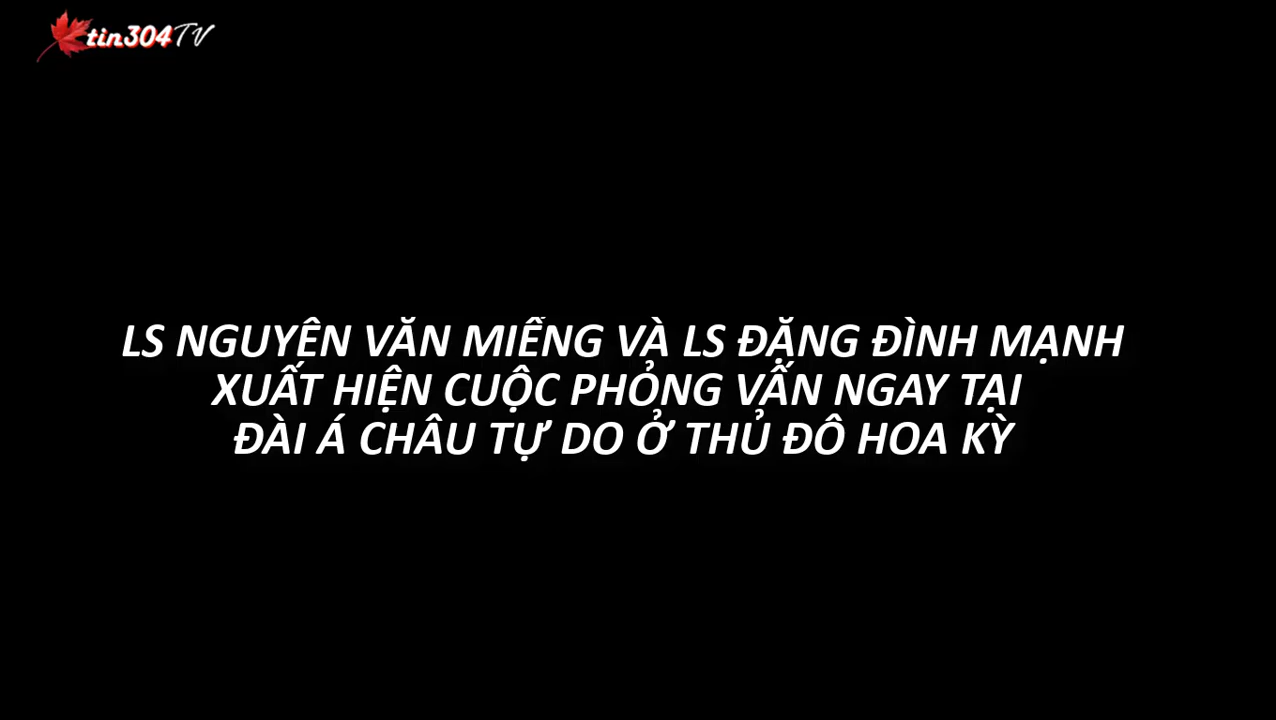 tin304TV
LS NGUYÊN VĂN MIẾNG VÀ LS ĐẶNG ĐÌNH MẠNH
XUẤT HIỆN CUỘC PHỎNG VẤN NGAY TẠI
ĐÀI Á CHÂU TỰ DO Ở THỦ ĐÔ HOA KỲ